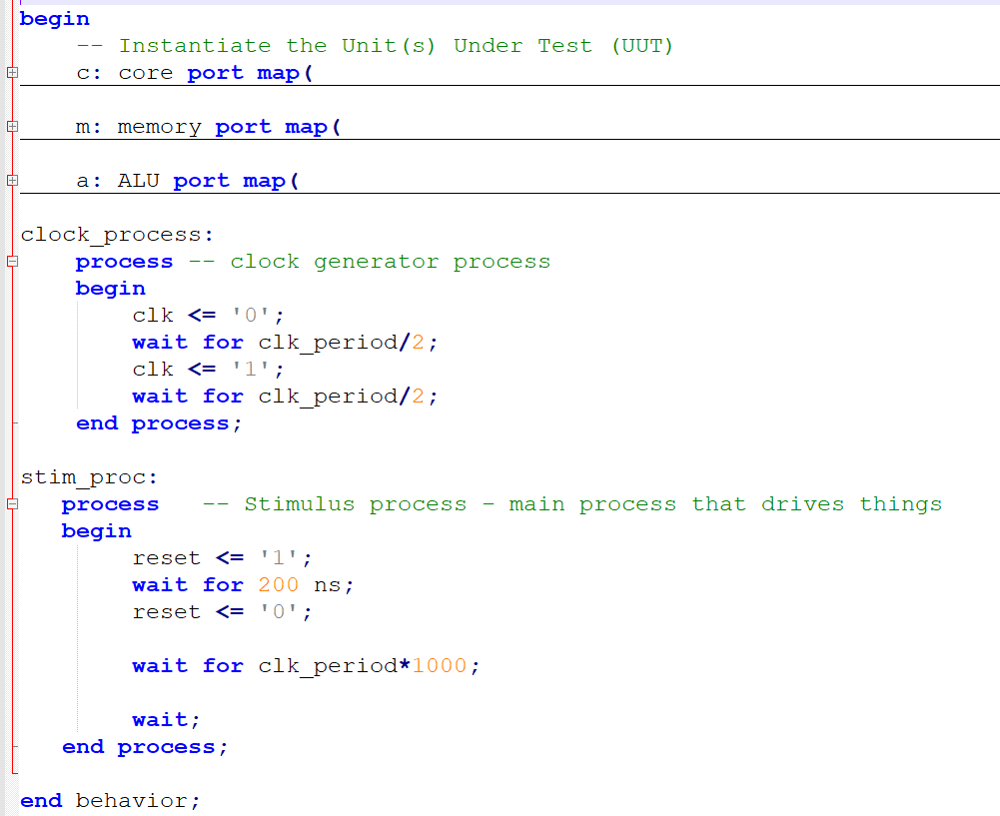 begin
    -- Instantiate the Unit(s) Under Test (UUT)
    c: core port map(
    m: memory port map(
    a: ALU port map(
clock_process:
    process -- clock generator process
    begin
        clk <= '0';
        wait for clk_period/2;
        clk <= '1';
        wait for clk_period/2;
    end process;
stim_proc:
   process   -- Stimulus process - main process that drives things
   begin
        reset <= '1';
        wait for 200 ns;
        reset <= '0';
        wait for clk_period*1000;
        wait;
   end process;
end behavior;